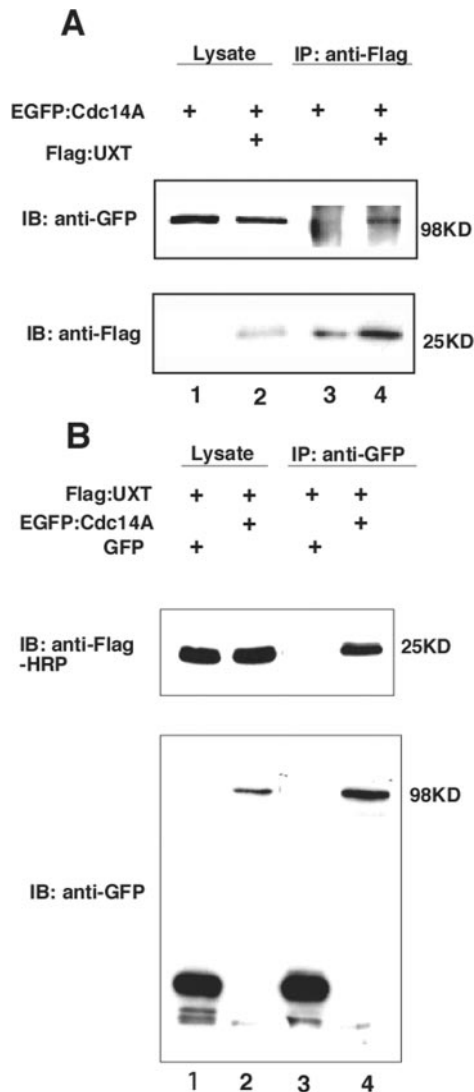 A
Lysate IP: anti-Flag
EGFP:Cdc14A + + + +
Flag:UXT + +
IB: anti-GFP 98KD
IB: anti-Flag 25KD
1 2 3 4
B
Lysate IP: anti-GFP
Flag:UXT + + + +
EGFP:Cdc14A + +
GFP + +
IB: anti-Flag 25KD
-HRP
98KD
IB: anti-GFP
1 2 3 4